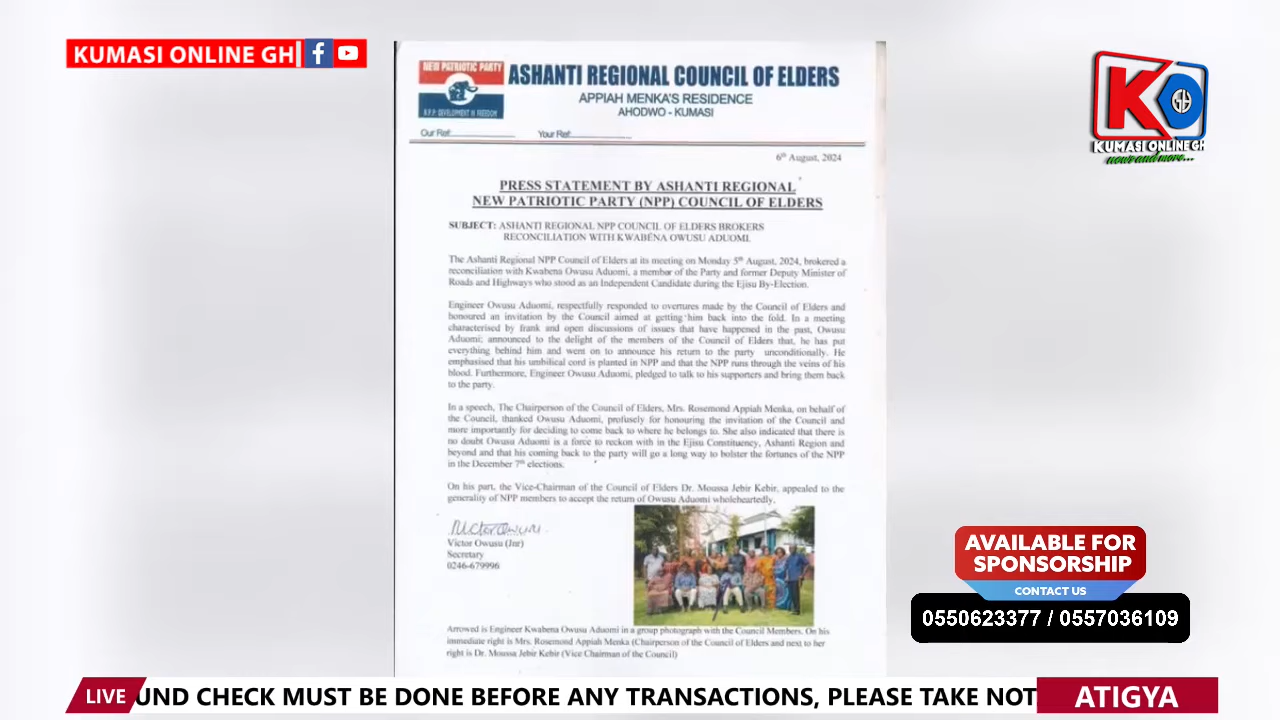 KUMASI ONLINE GH
NEW PATRIOTIC PARTY
N.P.P. DEVELOPMENT IN FREEDOM
ASHANTI REGIONAL COUNCIL OF ELDERS
APPIAH MENKA'S RESIDENCE
AHODWO - KUMASI
Our Ref: Your Ref:
6th August, 2024
PRESS STATEMENT BY ASHANTI REGIONAL
NEW PATRIOTIC PARTY (NPP) COUNCIL OF ELDERS
SUBJECT: ASHANTI REGIONAL NPP COUNCIL OF ELDERS BROKERS
RECONCILIATION WITH KWABENA OWUSU ADUOMI.
The Ashanti Regional NPP Council of Elders at its meeting on Monday 5th August, 2024, brokered a
reconciliation with Kwabena Owusu Aduomi, a member of the Party and former Deputy Minister of
Roads and Highways who stood as an Independent Candidate during the Ejisu By-Election.
Engineer Owusu Aduomi, respectfully responded to overtures made by the Council of Elders and
honoured an invitation by the Council aimed at getting him back into the fold. In a meeting
characterised by frank and open discussions of issues that have happened in the past, Owusu
Aduomi; announced to the delight of the members of the Council of Elders that, he has put
everything behind him and went on to announce his return to the party unconditionally. He
emphasised that his umbilical cord is planted in NPP and that the NPP runs through the veins of his
blood. Furthermore, Engineer Owusu Aduomi, pledged to talk to his supporters and bring them back
to the party.
In a speech, The Chairperson of the Council of Elders, Mrs. Rosemond Appiah Menka, on behalf of
the Council, thanked Owusu Aduomi, profusely for honouring the invitation of the Council and
more importantly for deciding to come back to where he belongs to. She also indicated that there is
no doubt Owusu Aduomi is a force to reckon with in the Ejisu Constituency, Ashanti Region and
beyond and that his coming back to the party will go a long way to bolster the fortunes of the NPP
in the December 7th elections.
On his part, the Vice-Chairman of the Council of Elders Dr. Moussa Jebir Kebir, appealed to the
generality of NPP members to accept the return of Owusu Aduomi wholeheartedly.
Victor Owusu (Jnr)
Secretary
0246-679996
Arrowed is Engineer Kwabena Owusu Aduomi in a group photograph with the Council Members. On his
immediate right is Mrs. Rosemond Appiah Menka (Chairperson of the Council of Elders and next to her
right is Dr. Moussa Jebir Kebir (Vice Chairman of the Council)
KO
GH
KUMASI ONLINE GH
news and more...
AVAILABLE FOR
SPONSORSHIP
CONTACT US
0550623377 / 0557036109
LIVE
UND CHECK MUST BE DONE BEFORE ANY TRANSACTIONS, PLEASE TAKE NOT
ATIGYA